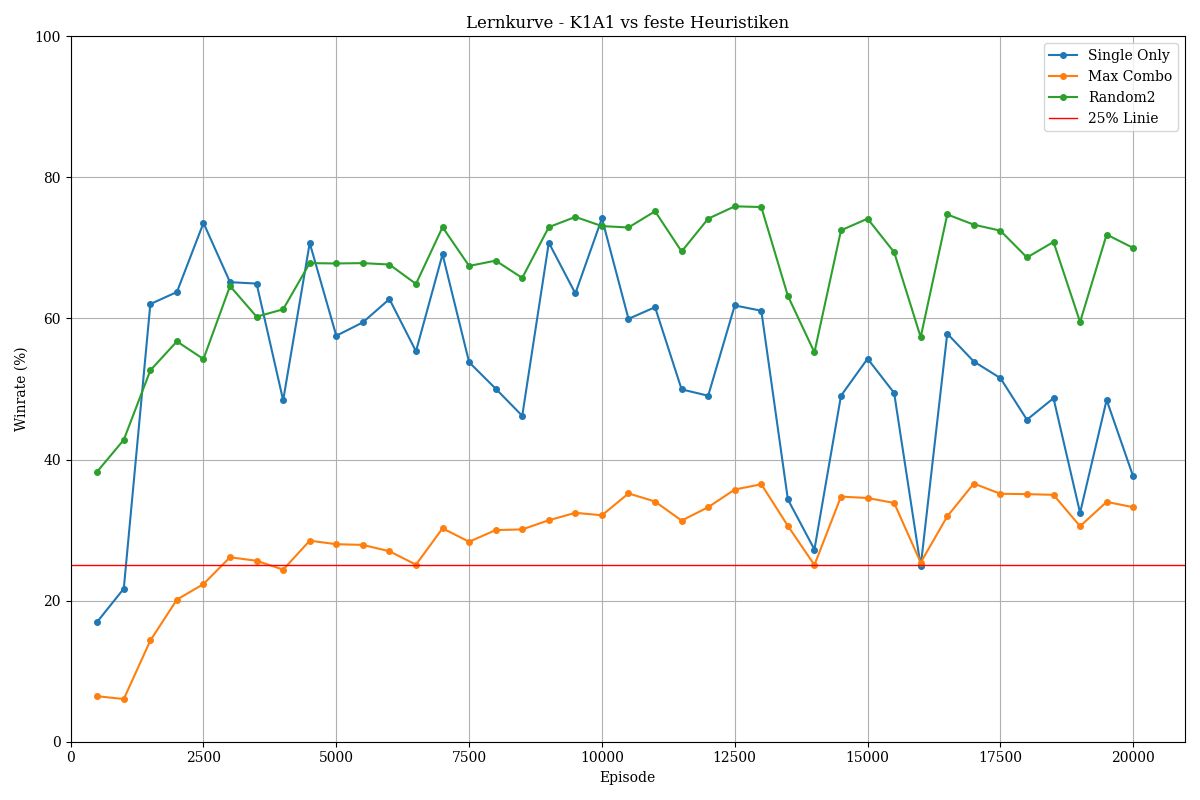 Lernkurve - K1A1 vs feste Heuristiken
100
80
60
40
20
0
Winrate (%)
Single Only
Max Combo
Random2
25% Linie
0 2500 5000 7500 10000 12500 15000 17500 20000
Episode